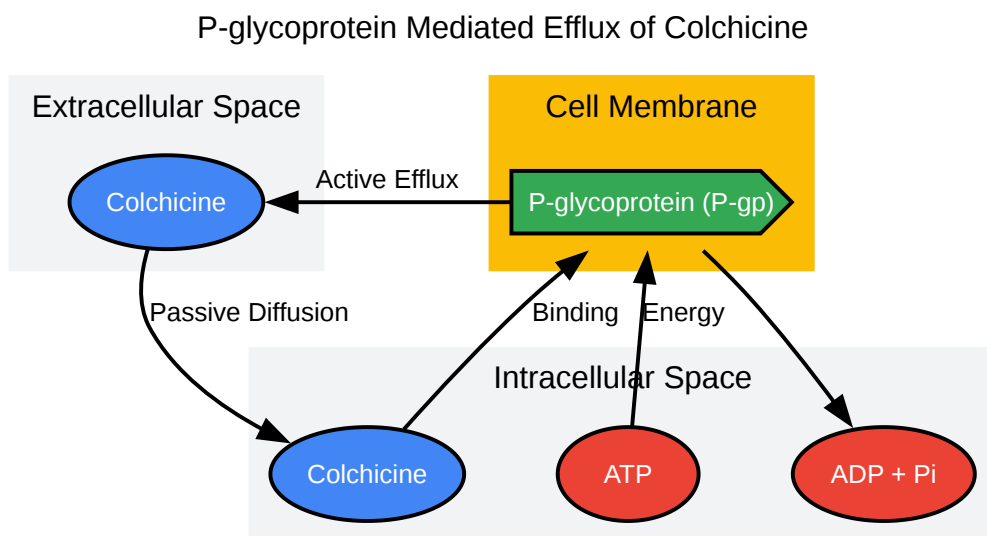 P-glycoprotein Mediated Efflux of Colchicine
Extracellular Space
Cell Membrane
Colchicine
Active Efflux
P-glycoprotein (P-gp)
Passive Diffusion
Binding
Energy
Intracellular Space
Colchicine
ATP
ADP + Pi